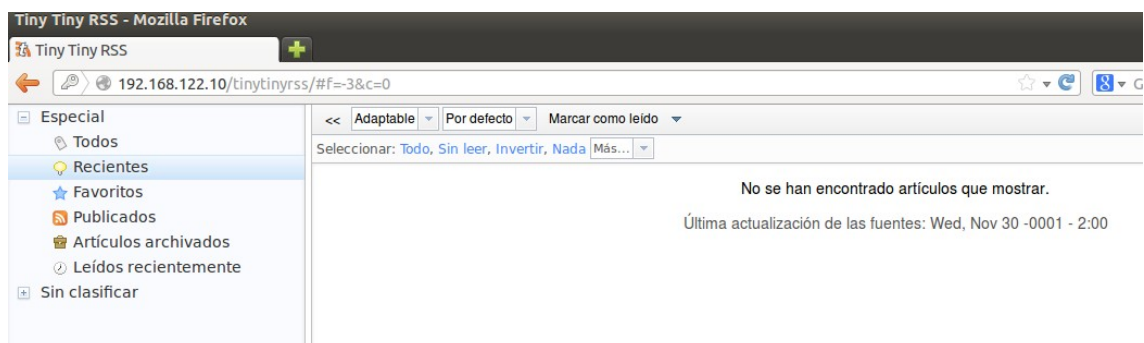 Tiny Tiny RSS - Mozilla Firefox
Tiny Tiny RSS
192.168.122.10/tinytinyrss/#f=-3&c=0
8 G
Especial
Todos
Recientes
Favoritos
Publicados
Artículos archivados
Leídos recientemente
Sin clasificar
<< Adaptable Por defecto Marcar como leído
Seleccionar: Todo, Sin leer, Invertir, Nada Más...
No se han encontrado artículos que mostrar.
Última actualización de las fuentes: Wed, Nov 30 -0001 - 2:00